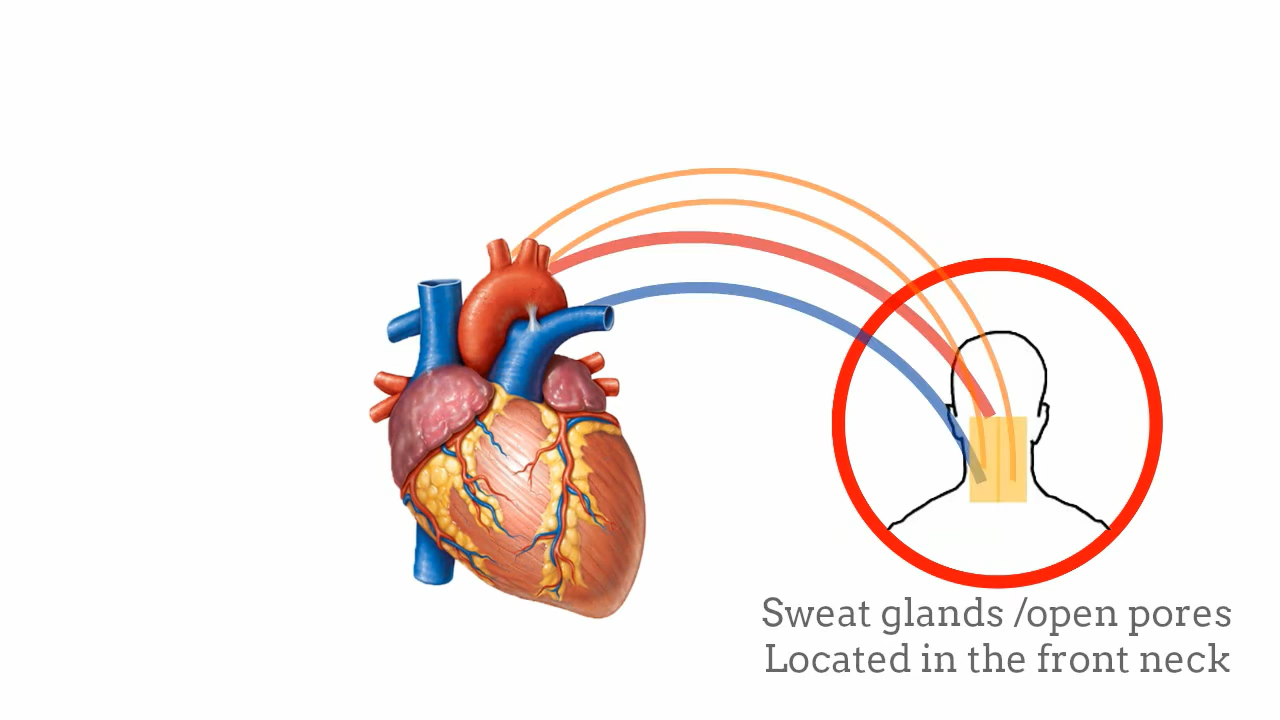 Sweat glands /open pores
Located in the front neck